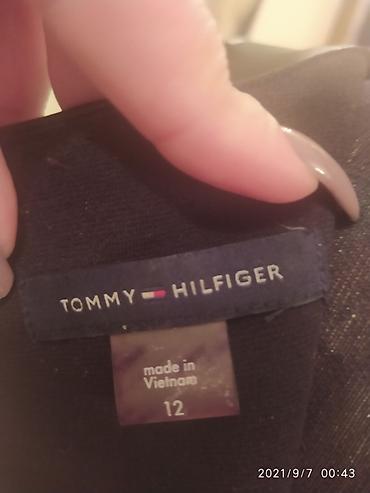 TOMMY HILFIGER
made in
Vietnam
12
2021/9/7 00:43